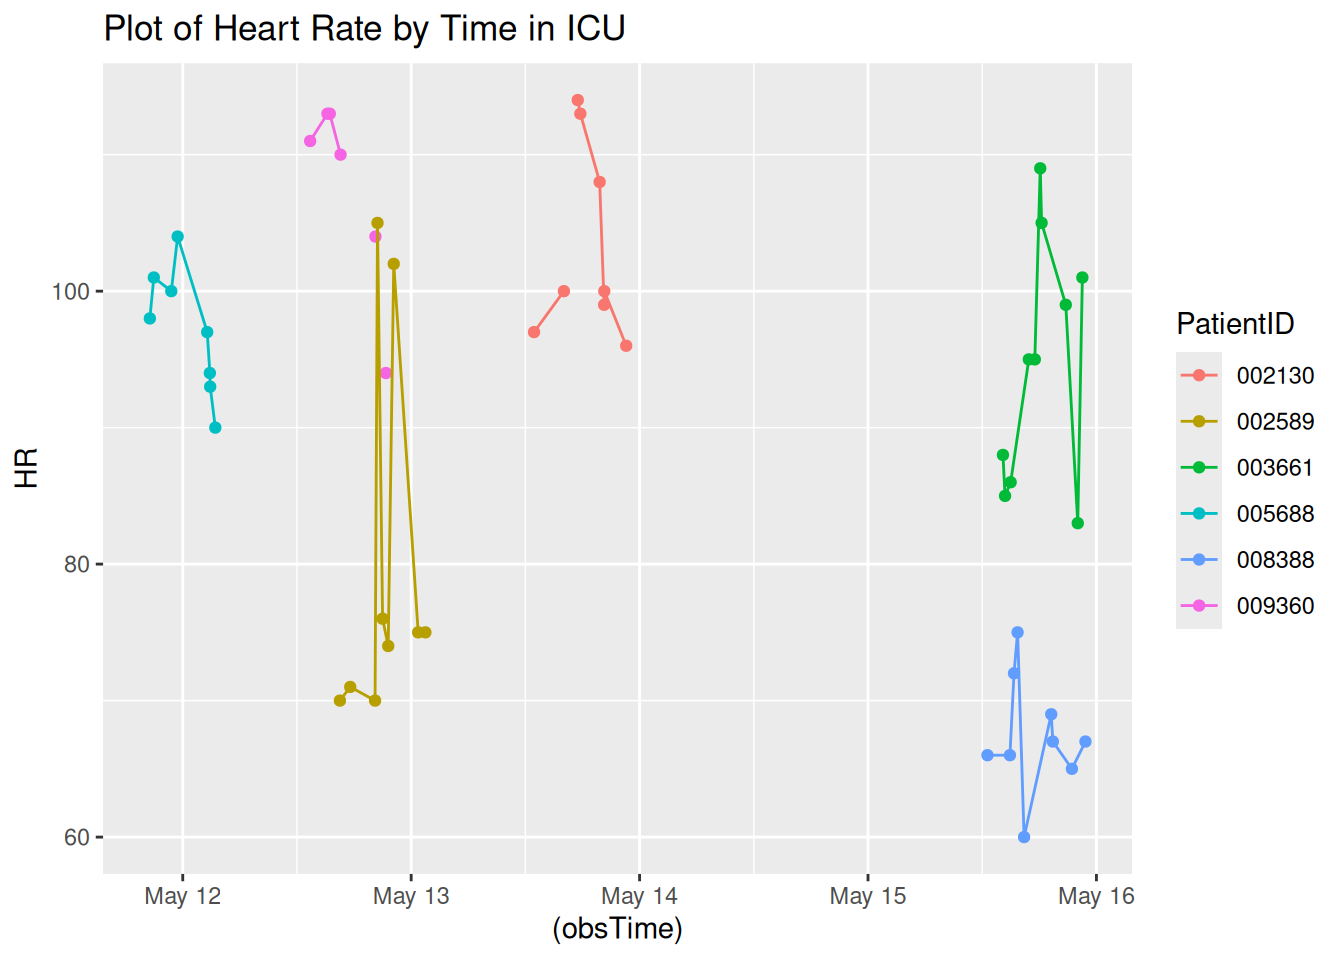 Plot of Heart Rate by Time in ICU
HR
100
80
60
May 12
May 13
May 14
May 15
May 16
(obsTime)
PatientID
002130
002589
003661
005688
008388
009360